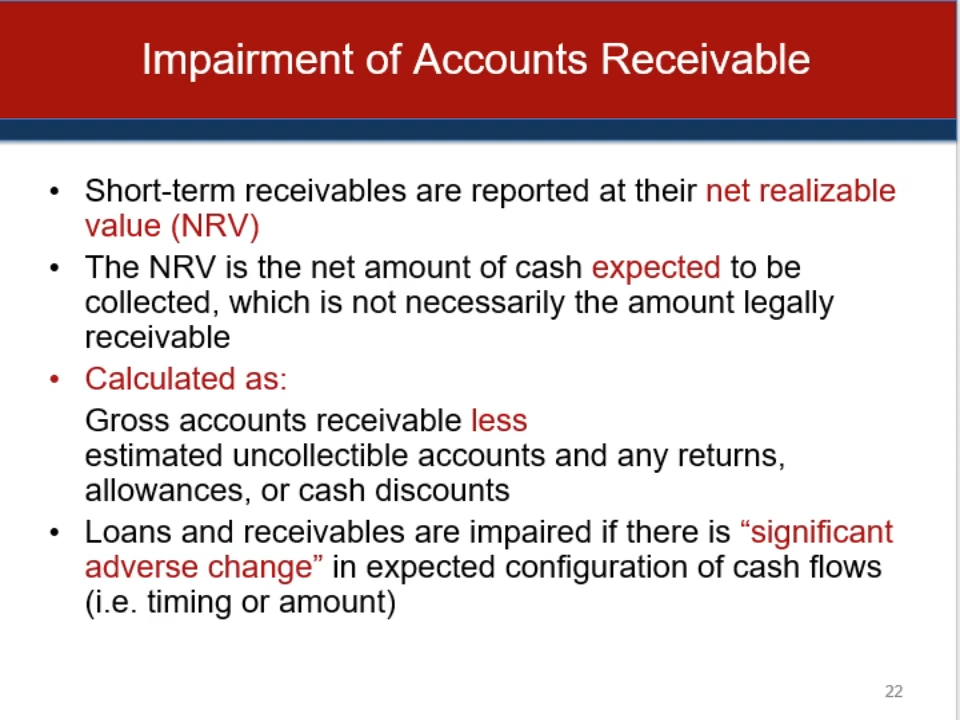 Impairment of Accounts Receivable
• Short-term receivables are reported at their net realizable
value (NRV)
• The NRV is the net amount of cash expected to be
collected, which is not necessarily the amount legally
receivable
• Calculated as:
Gross accounts receivable less
estimated uncollectible accounts and any returns,
allowances, or cash discounts
• Loans and receivables are impaired if there is “significant
adverse change” in expected configuration of cash flows
(i.e. timing or amount)
22